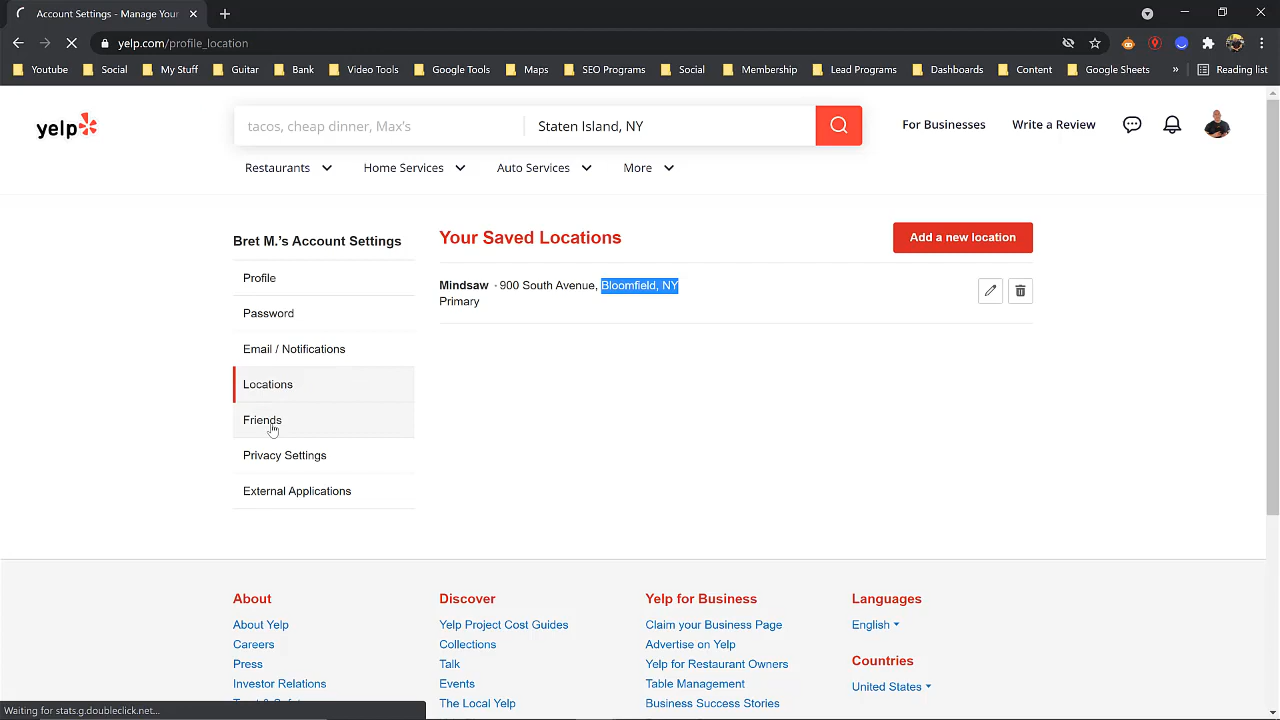 Account Settings - Manage Your
yelp.com/profile_location
Youtube
Social
My Stuff
Guitar
Bank
Video Tools
Google Tools
Maps
SEO Programs
Social
Membership
Lead Programs
Dashboards
Content
Google Sheets
»
Reading list
yelp
tacos, cheap dinner, Max's
Staten Island, NY
For Businesses
Write a Review
Restaurants
Home Services
Auto Services
More
Bret M.'s Account Settings
Profile
Password
Email / Notifications
Locations
Friends
Privacy Settings
External Applications
Your Saved Locations
Add a new location
Mindsaw · 900 South Avenue, Bloomfield, NY
Primary
About
About Yelp
Careers
Press
Investor Relations
Discover
Yelp Project Cost Guides
Collections
Talk
Events
The Local Yelp
Yelp for Business
Claim your Business Page
Advertise on Yelp
Yelp for Restaurant Owners
Table Management
Business Success Stories
Languages
English
Countries
United States
Waiting for stats.g.doubleclick.net...